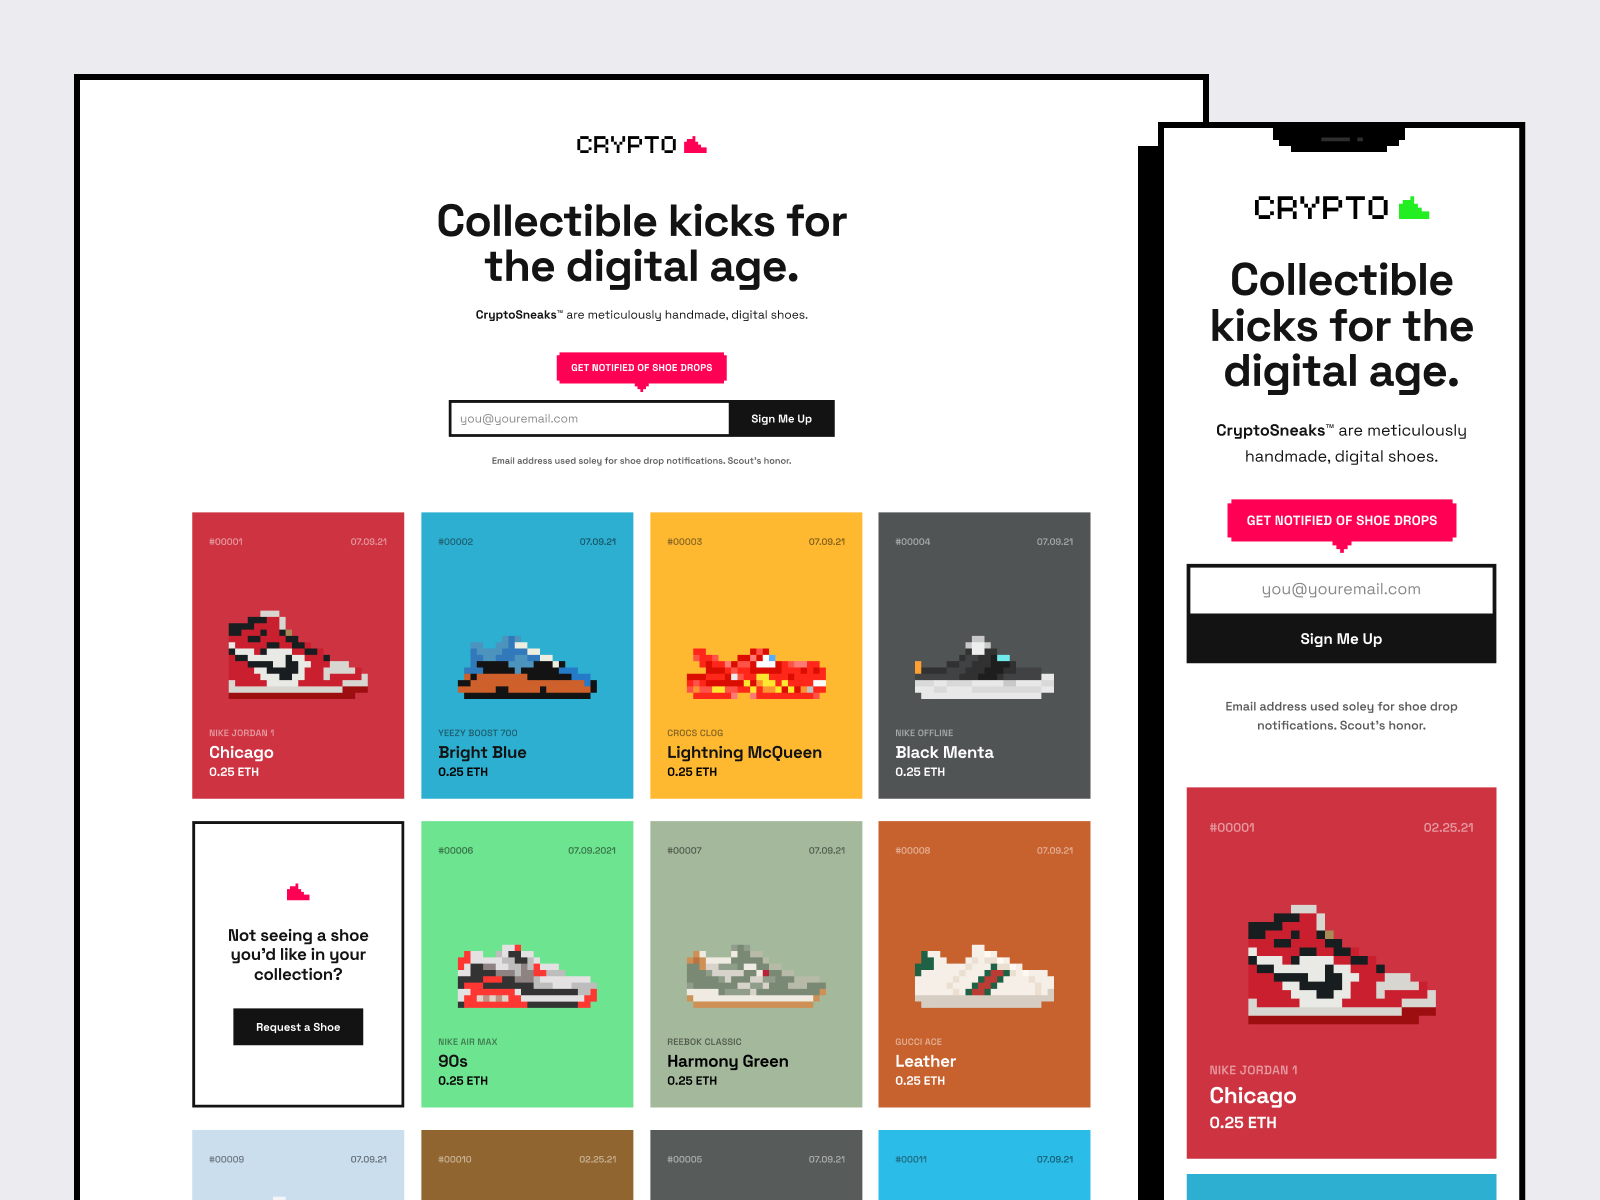 CRYPTO
Collectible kicks for
the digital age.
CryptoSneaks™ are meticulously handmade, digital shoes.
GET NOTIFIED OF SHOE DROPS
you@youremail.com
Sign Me Up
Email address used soley for shoe drop notifications. Scout's honor.
#00001 07.09.21
NIKE JORDAN 1
Chicago
0.25 ETH
#00002 07.09.21
YEEZY BOOST 700
Bright Blue
0.25 ETH
#00003 07.09.21
CROCS CLOG
Lightning McQueen
0.25 ETH
#00004 07.09.21
NIKE OFFLINE
Black Menta
0.25 ETH
Not seeing a shoe
you'd like in your
collection?
Request a Shoe
#00006 07.09.2021
NIKE AIR MAX
90s
0.25 ETH
#00007 07.09.21
REEBOK CLASSIC
Harmony Green
0.25 ETH
#00008 07.09.21
GUCCI ACE
Leather
0.25 ETH
#00009 07.09.21
#00010 02.25.21
#00005 07.09.21
#00011 07.09.21
CRYPTO
Collectible
kicks for the
digital age.
CryptoSneaks™ are meticulously
handmade, digital shoes.
GET NOTIFIED OF SHOE DROPS
you@youremail.com
Sign Me Up
Email address used soley for shoe drop
notifications. Scout's honor.
#00001 02.25.21
NIKE JORDAN 1
Chicago
0.25 ETH